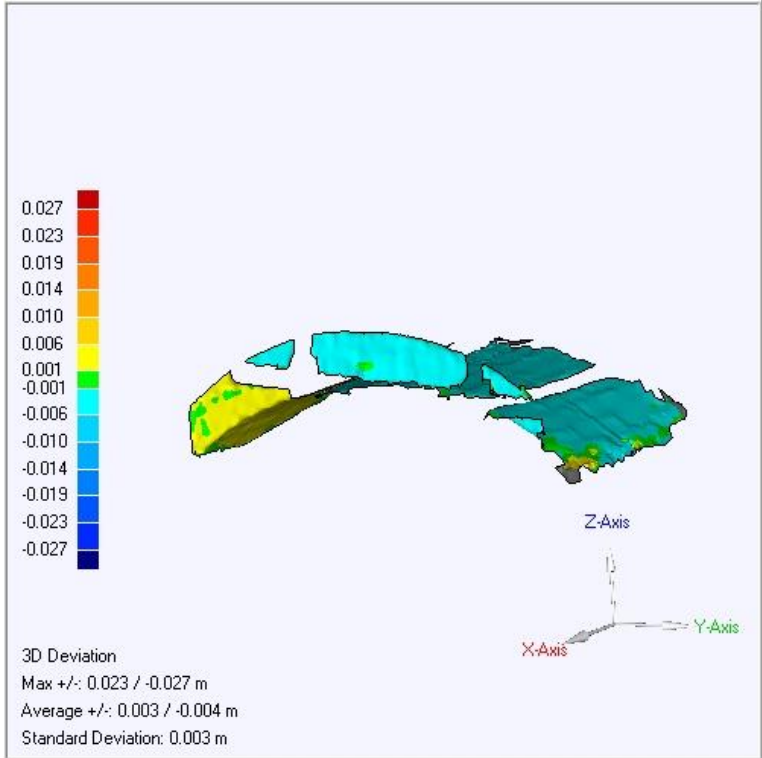 0.027
0.023
0.019
0.014
0.010
0.006
0.001
-0.001
-0.006
-0.010
-0.014
-0.019
-0.023
-0.027
Z-Axis
Y-Axis
X-Axis
3D Deviation
Max +/-: 0.023 / -0.027 m
Average +/-: 0.003 / -0.004 m
Standard Deviation: 0.003 m